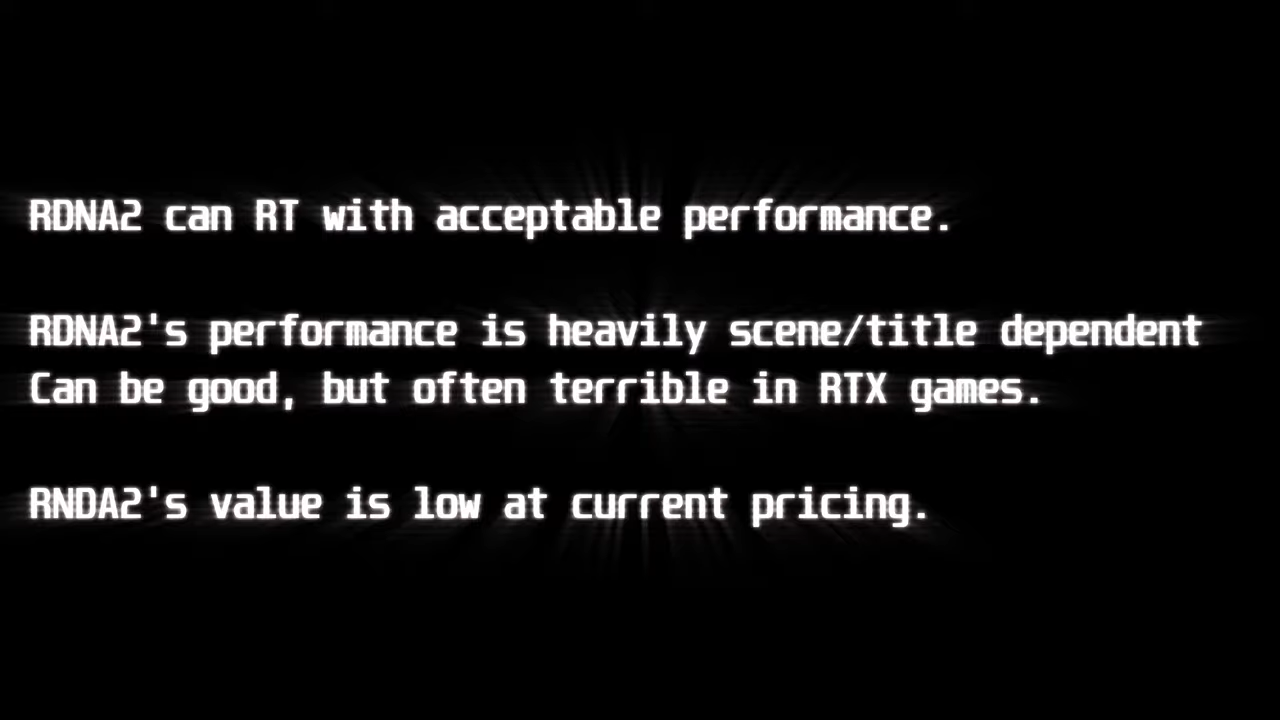 RDNA2 can RT with acceptable performance.
RDNA2's performance is heavily scene/title dependent
Can be good, but often terrible in RTX games.
RNDA2's value is low at current pricing.